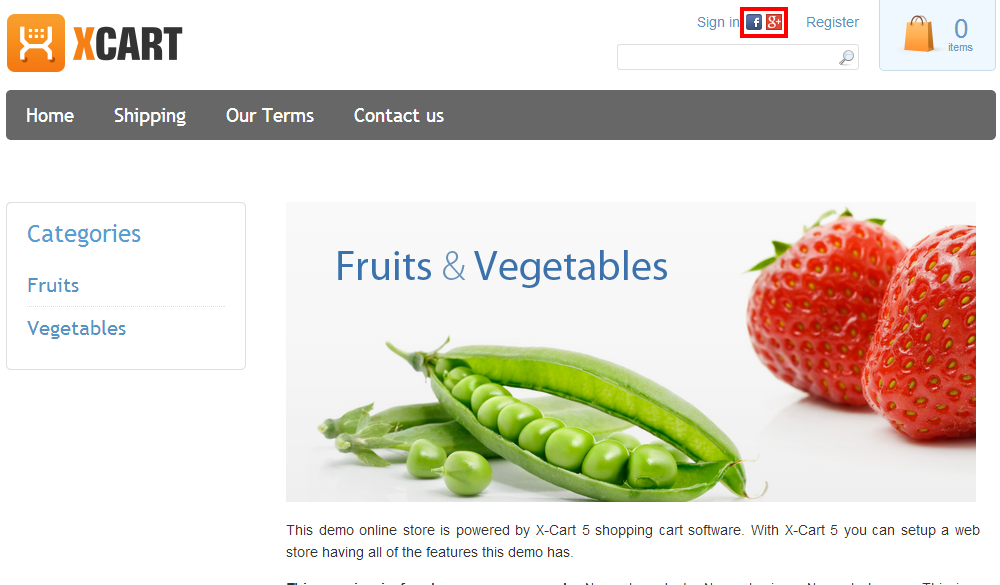 XCART
Sign in f g+ Register
0
items
Home Shipping Our Terms Contact us
Categories
Fruits
Vegetables
Fruits & Vegetables
This demo online store is powered by X-Cart 5 shopping cart software. With X-Cart 5 you can setup a web
store having all of the features this demo has.